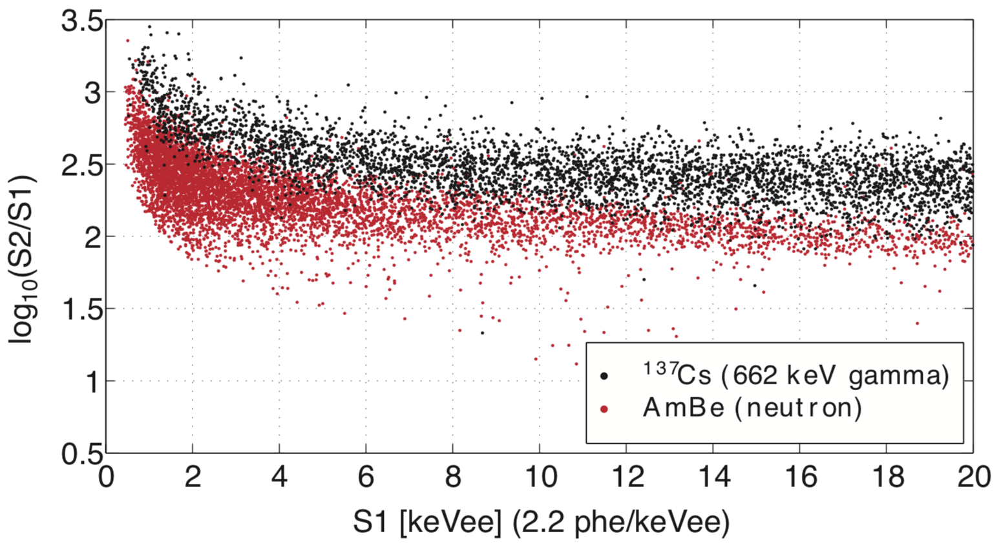 3.5
3
2.5
2
1.5
1
0.5
log₁₀(S2/S1)
¹³⁷Cs (662 keV gamma)
AmBe (neutron)
0 2 4 6 8 10 12 14 16 18 20
S1 [keVee] (2.2 phe/keVee)